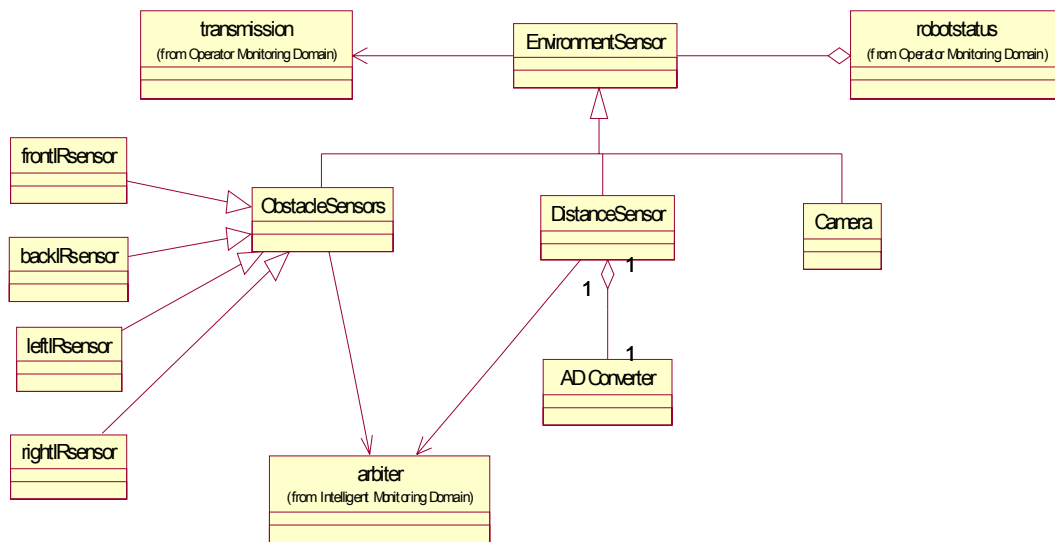 transmission
(from Operator Monitoring Domain)
EnvironmentSensor
robotstatus
(from Operator Monitoring Domain)
frontIRsensor
ObstacleSensors
DistanceSensor
Camera
backIRsensor
1
1
leftIRsensor
1
AD Converter
rightIRsensor
arbiter
(from Intelligent Monitoring Domain)